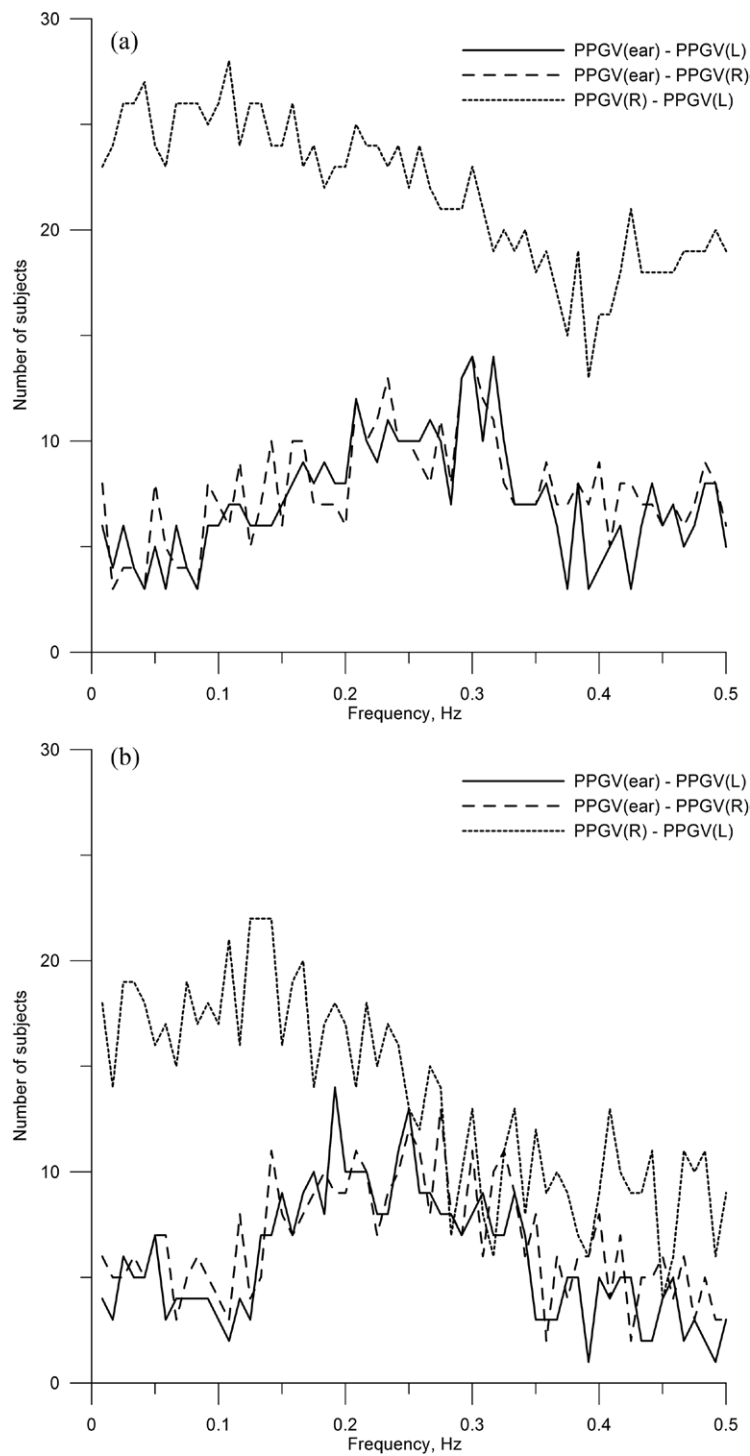 30
(a)
PPGV(ear) - PPGV(L)
PPGV(ear) - PPGV(R)
PPGV(R) - PPGV(L)
20
Number of subjects
10
0
0 0.1 0.2 0.3 0.4 0.5
Frequency, Hz
30
(b)
PPGV(ear) - PPGV(L)
PPGV(ear) - PPGV(R)
PPGV(R) - PPGV(L)
20
Number of subjects
10
0
0 0.1 0.2 0.3 0.4 0.5
Frequency, Hz